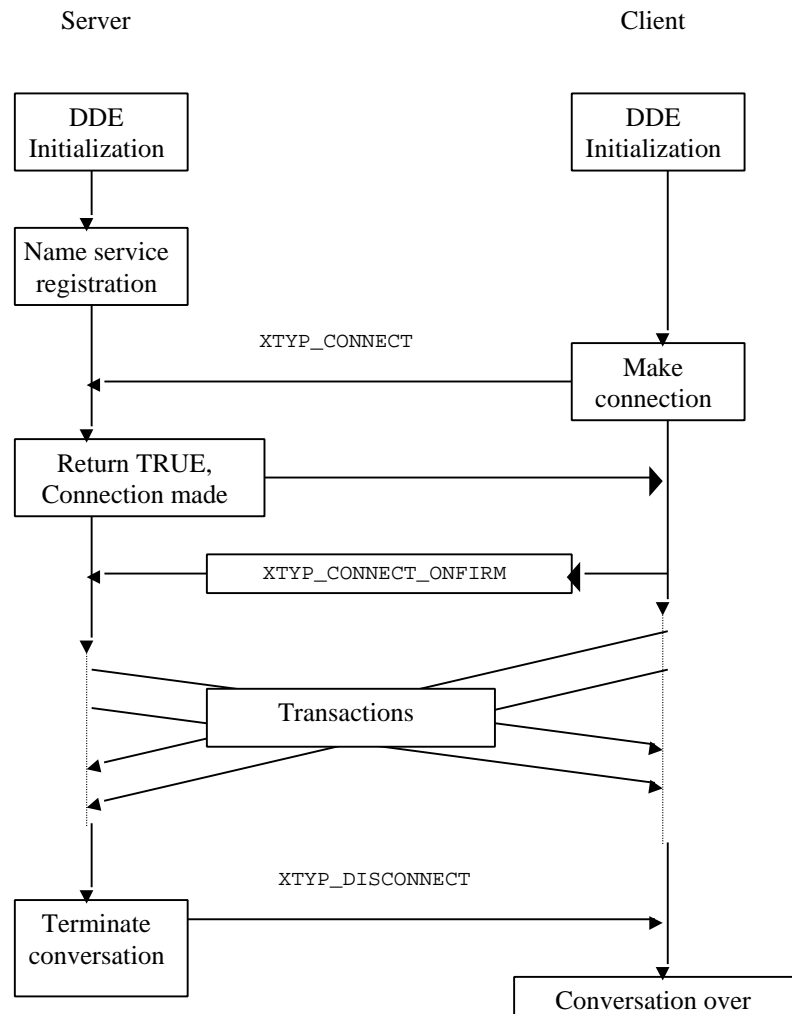 Server
Client
DDE
Initialization
DDE
Initialization
Name service
registration
XTYP_CONNECT
Make
connection
Return TRUE,
Connection made
XTYP_CONNECT_ONFIRM
Transactions
XTYP_DISCONNECT
Terminate
conversation
Conversation over